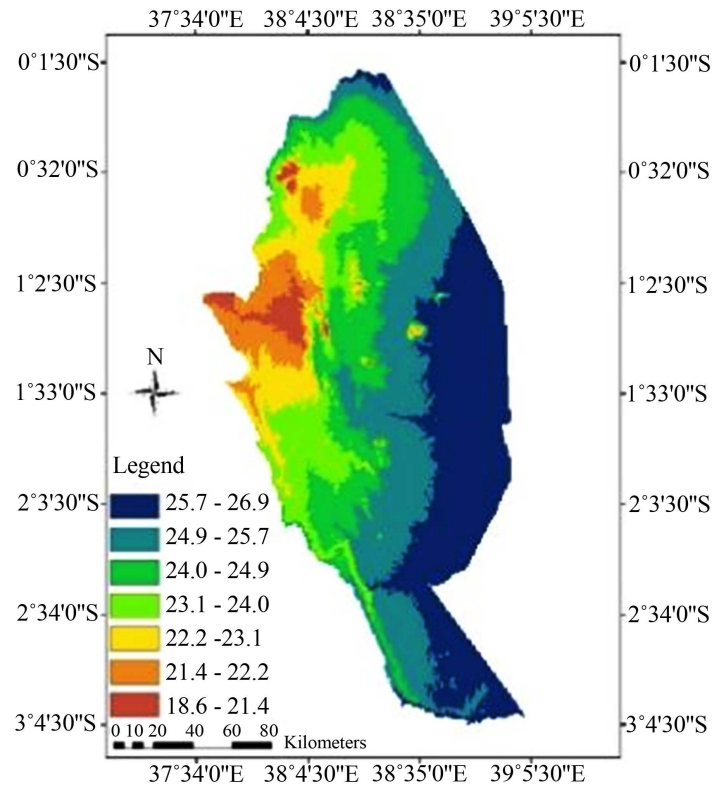 37˚34'0"E 38˚4'30"E 38˚35'0"E 39˚5'30"E
0˚1'30"S 0˚1'30"S
0˚32'0"S 0˚32'0"S
1˚2'30"S 1˚2'30"S
N
1˚33'0"S 1˚33'0"S
Legend
2˚3'30"S 25.7 - 26.9 2˚3'30"S
24.9 - 25.7
24.0 - 24.9
2˚34'0"S 23.1 - 24.0 2˚34'0"S
22.2 -23.1
21.4 - 22.2
3˚4'30"S 18.6 - 21.4 3˚4'30"S
0 10 20 40 60 80
Kilometers
37˚34'0"E 38˚4'30"E 38˚35'0"E 39˚5'30"E